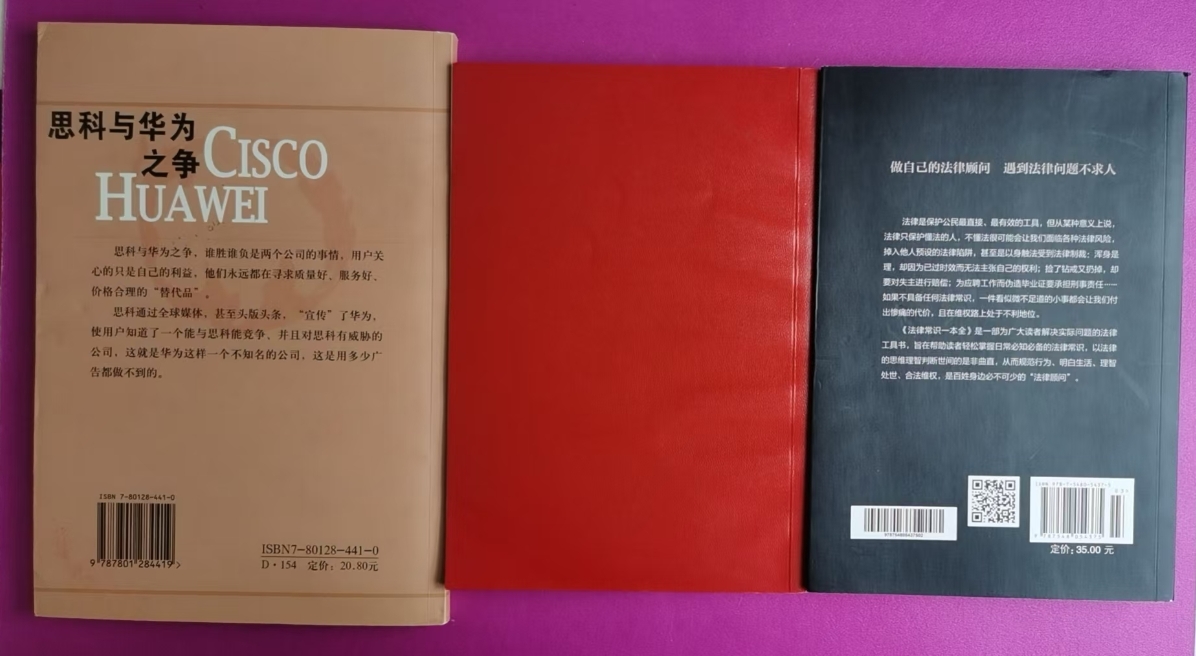 思科与华为
之争 CISCO
HUAWEI
思科与华为之争，谁胜谁负是两个公司的事情，用户关
心的只是自己的利益，他们永远都在寻求质量好、服务好、
价格合理的“替代品”。
思科通过全球媒体，甚至头版头条，“宣传”了华为，
使用户知道了一个能与思科能竞争、并且对思科有威胁的
公司，这就是华为这样一个不知名的公司，这是用多少广
告都做不到的。
ISBN 7-80128-441-0
9787801284419>
ISBN7-80128-441-0
D·154 定价：20.80元
做自己的法律顾问 遇到法律问题不求人
法律是保护公民最直接、最有效的工具，但从某种意义上说，
法律只保护懂法的人，不懂法很可能会让我们面临各种法律风险，
掉入他人预设的法律陷阱，甚至是以身触法受到法律制裁：浑身是
理，却因为已过时效而无法主张自己的权利；捡了钻戒又扔掉，却
要对失主进行赔偿；为应聘工作而伪造毕业证要承担刑事责任……
如果不具备任何法律常识，一件看似微不足道的小事都会让我们付
出惨痛的代价，且在维权路上处于不利地位。
《法律常识一本全》是一部为广大读者解决实际问题的法律
工具书，旨在帮助读者轻松掌握日常必知必备的法律常识，以法律
的思维理智判断世间的是非曲直，从而规范行为、明白生活、理智
处世、合法维权，是百姓身边必不可少的“法律顾问”。
定价：35.00 元